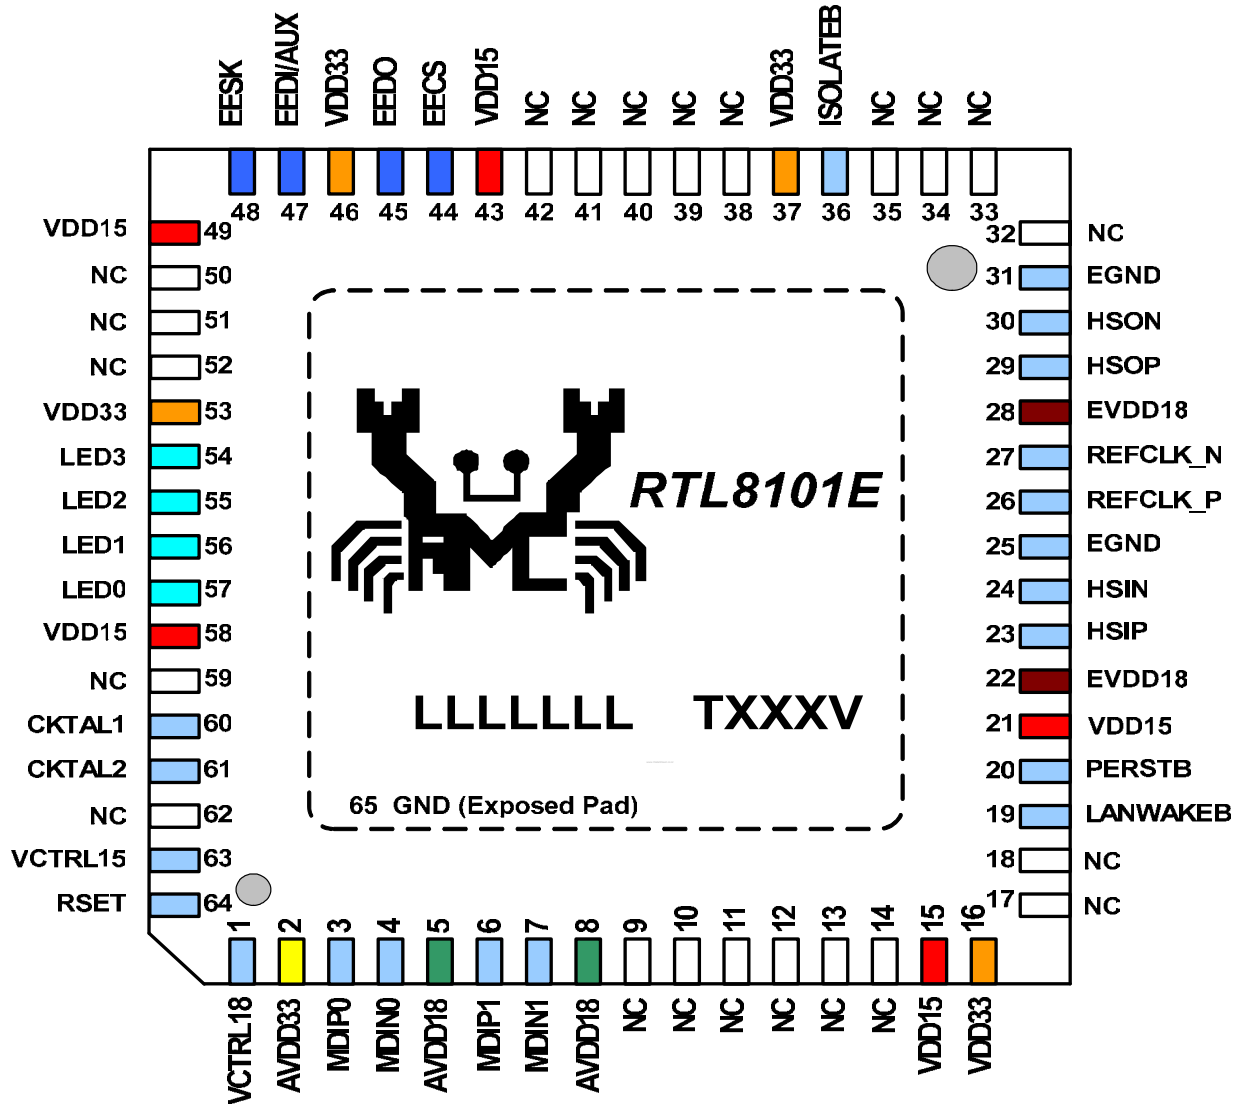 EESK EEDI/AUX VDD33 EEDO EECS VDD15 NC NC NC NC NC VDD33 ISOLATEB NC NC NC
48 47 46 45 44 43 42 41 40 39 38 37 36 35 34 33
VDD15 49
NC 50
NC 51
NC 52
VDD33 53
LED3 54
LED2 55
LED1 56
LED0 57
VDD15 58
NC 59
CKTAL1 60
CKTAL2 61
NC 62
VCTRL15 63
RSET 64
RTL8101E
LLLLLLL TXXXV
65 GND (Exposed Pad)
32 NC
31 EGND
30 HSON
29 HSOP
28 EVDD18
27 REFCLK_N
26 REFCLK_P
25 EGND
24 HSIN
23 HSIP
22 EVDD18
21 VDD15
20 PERSTB
19 LANWAKEB
18 NC
17 NC
1 2 3 4 5 6 7 8 9 10 11 12 13 14 15 16
VCTRL18 AVDD33 MDIP0 MDIN0 AVDD18 MDIP1 MDIN1 AVDD18 NC NC NC NC NC NC VDD15 VDD33